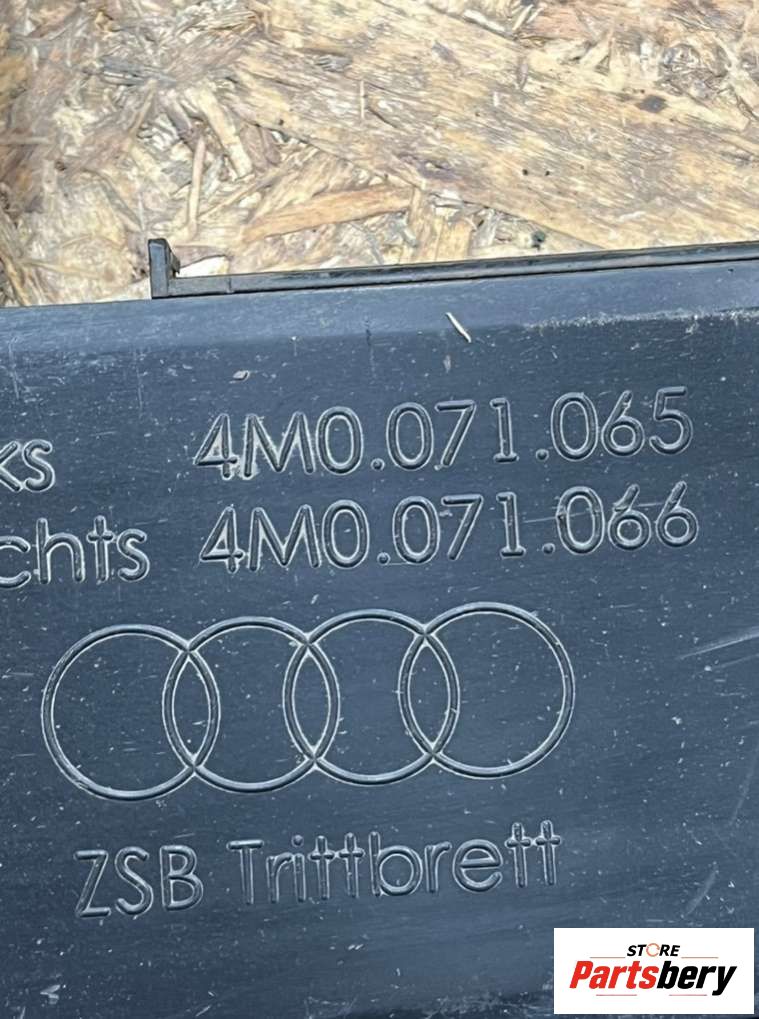 ks 4M0.071.065
chts 4M0.071.066
ZSB Trittbrett
STORE
Partsbery